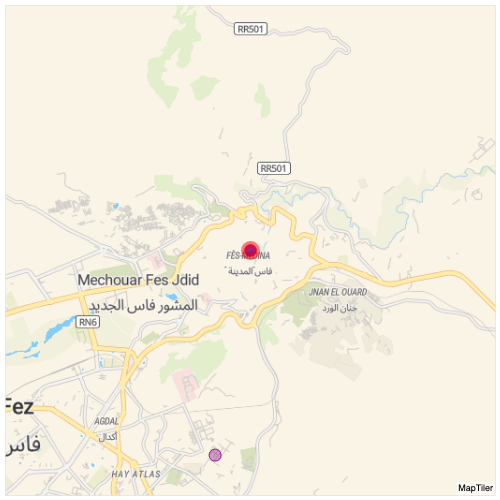 RR501
RR501
FÈS-MEDINA
فاس المدينة
Mechouar Fes Jdid
المشور فاس الجديد
JNAN EL OUARD
جنان الورد
RN6
Fez
فاس
AGDAL
أكدال
HAY ATLAS
MapTiler